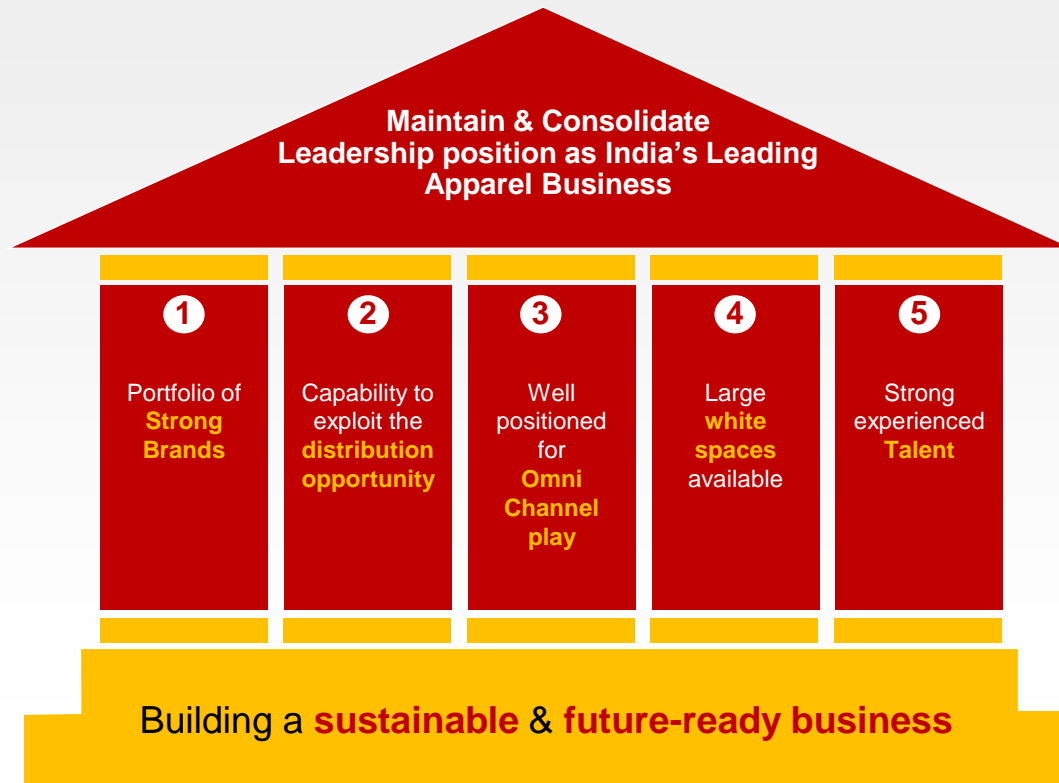 Maintain & Consolidate
Leadership position as India’s Leading
Apparel Business
1
Portfolio of
Strong
Brands
2
Capability to
exploit the
distribution
opportunity
3
Well
positioned
for
Omni
Channel
play
4
Large
white
spaces
available
5
Strong
experienced
Talent
Building a sustainable & future-ready business